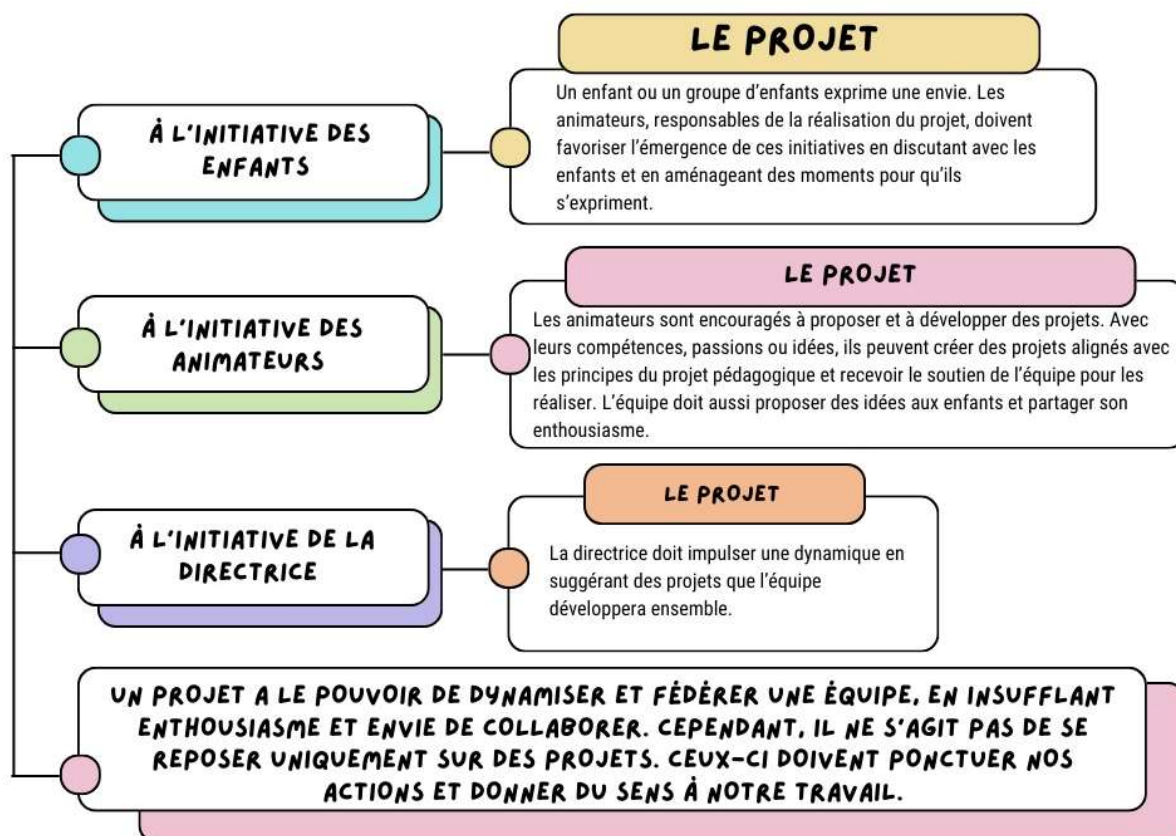 LE PROJET
À L'INITIATIVE DES
ENFANTS
Un enfant ou un groupe d'enfants exprime une envie. Les
animateurs, responsables de la réalisation du projet, doivent
favoriser l'émergence de ces initiatives en discutant avec les
enfants et en aménageant des moments pour qu'ils
s'expriment.
LE PROJET
À L'INITIATIVE DES
ANIMATEURS
Les animateurs sont encouragés à proposer et à développer des projets. Avec
leurs compétences, passions ou idées, ils peuvent créer des projets alignés avec
les principes du projet pédagogique et recevoir le soutien de l'équipe pour les
réaliser. L'équipe doit aussi proposer des idées aux enfants et partager son
enthousiasme.
LE PROJET
À L'INITIATIVE DE LA
DIRECTRICE
La directrice doit impulser une dynamique en
suggérant des projets que l'équipe
développera ensemble.
UN PROJET A LE POUVOIR DE DYNAMISER ET FÉDÉRER UNE ÉQUIPE, EN INSUFFLANT
ENTHOUSIASME ET ENVIE DE COLLABORER. CEPENDANT, IL NE S'AGIT PAS DE SE
REPOSER UNIQUEMENT SUR DES PROJETS. CEUX-CI DOIVENT PONCTUER NOS
ACTIONS ET DONNER DU SENS À NOTRE TRAVAIL.